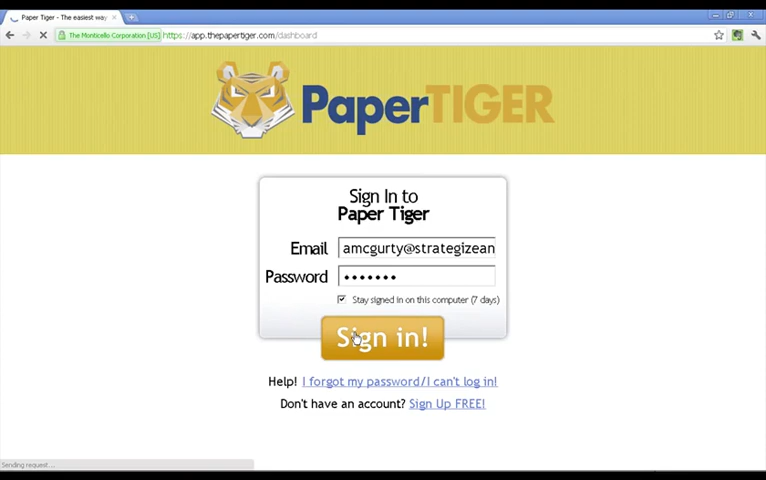 Paper Tiger - The easiest way
The Monticello Corporation [US] https://app.thepapertiger.com/dashboard
PaperTIGER
Sign In to
Paper Tiger
Email amcgurty@strategizean
Password •••••••
Stay signed in on this computer (7 days)
Sign in!
Help! I forgot my password/I can't log in!
Don't have an account? Sign Up FREE!
Sending request...